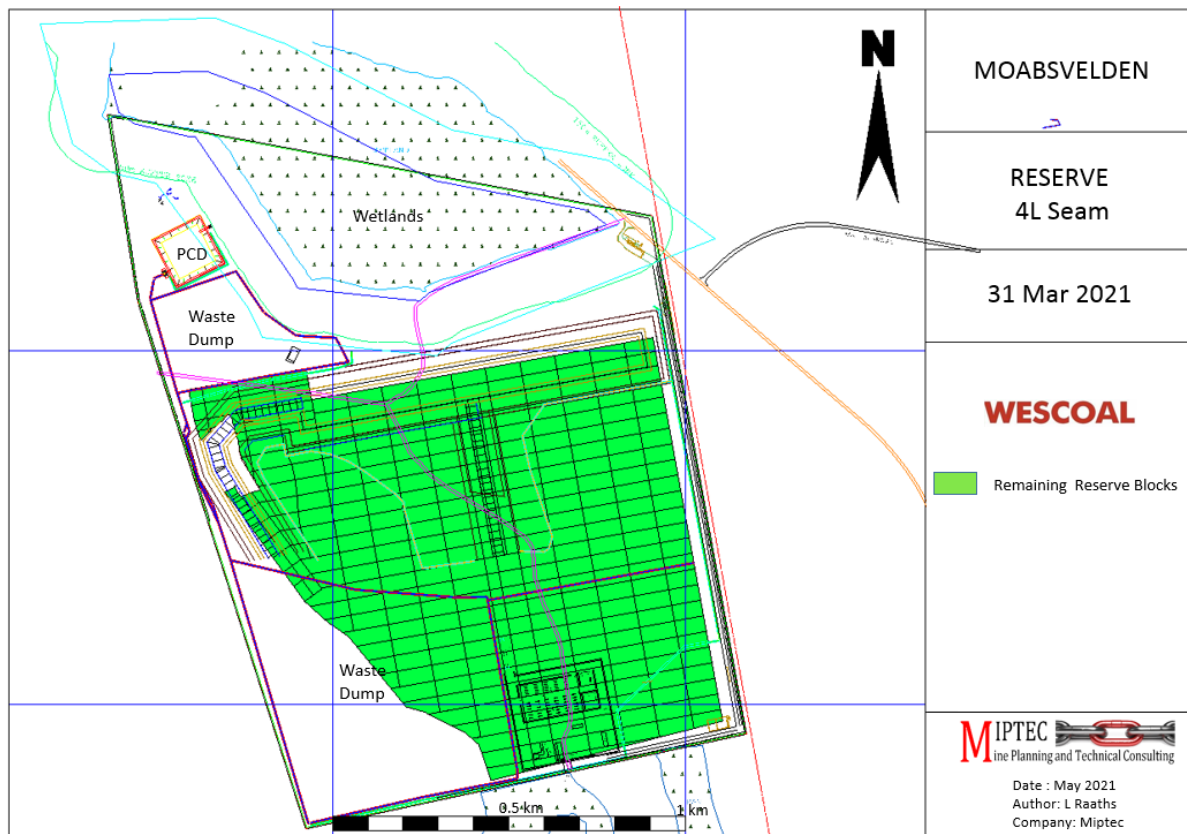 N
MOABSVELDEN
RESERVE
4L Seam
31 Mar 2021
WESCOAL
Remaining Reserve Blocks
Wetlands
PCD
Waste
Dump
Waste
Dump
0.5 km
1 km
MIPTEC
Mine Planning and Technical Consulting
Date : May 2021
Author: L Raaths
Company: Miptec